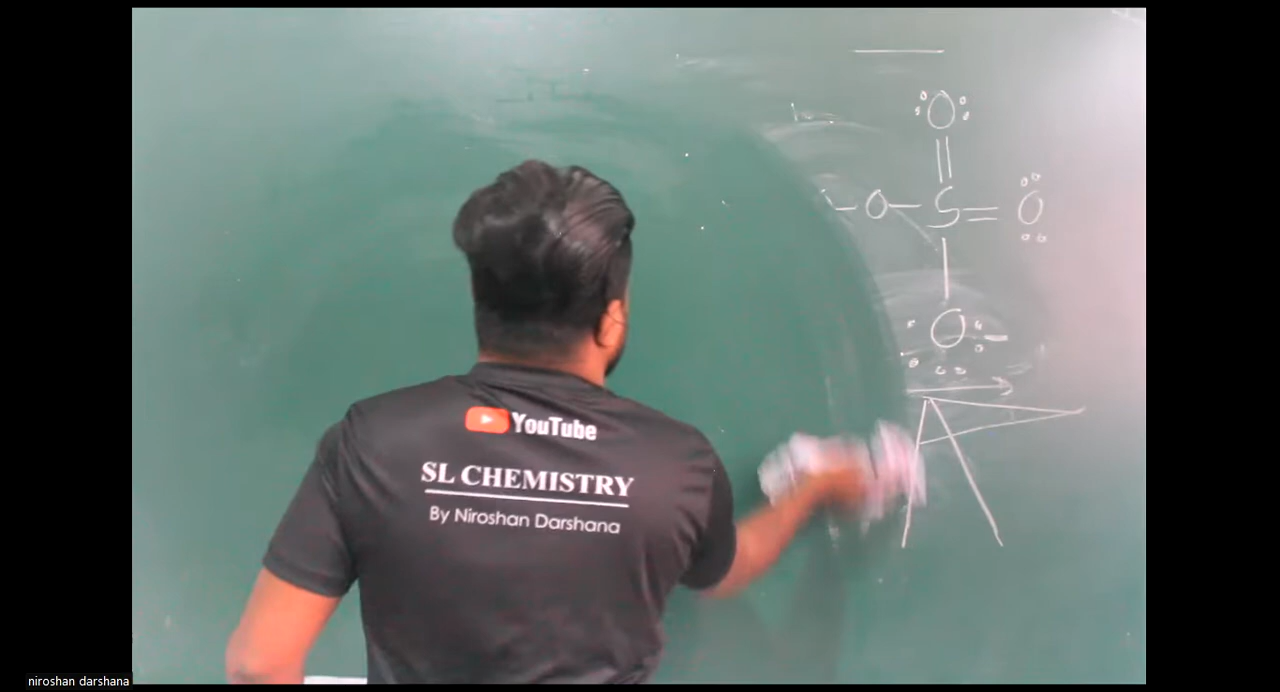 O
O — S = O
O
YouTube
SL CHEMISTRY
By Niroshan Darshana
niroshan darshana